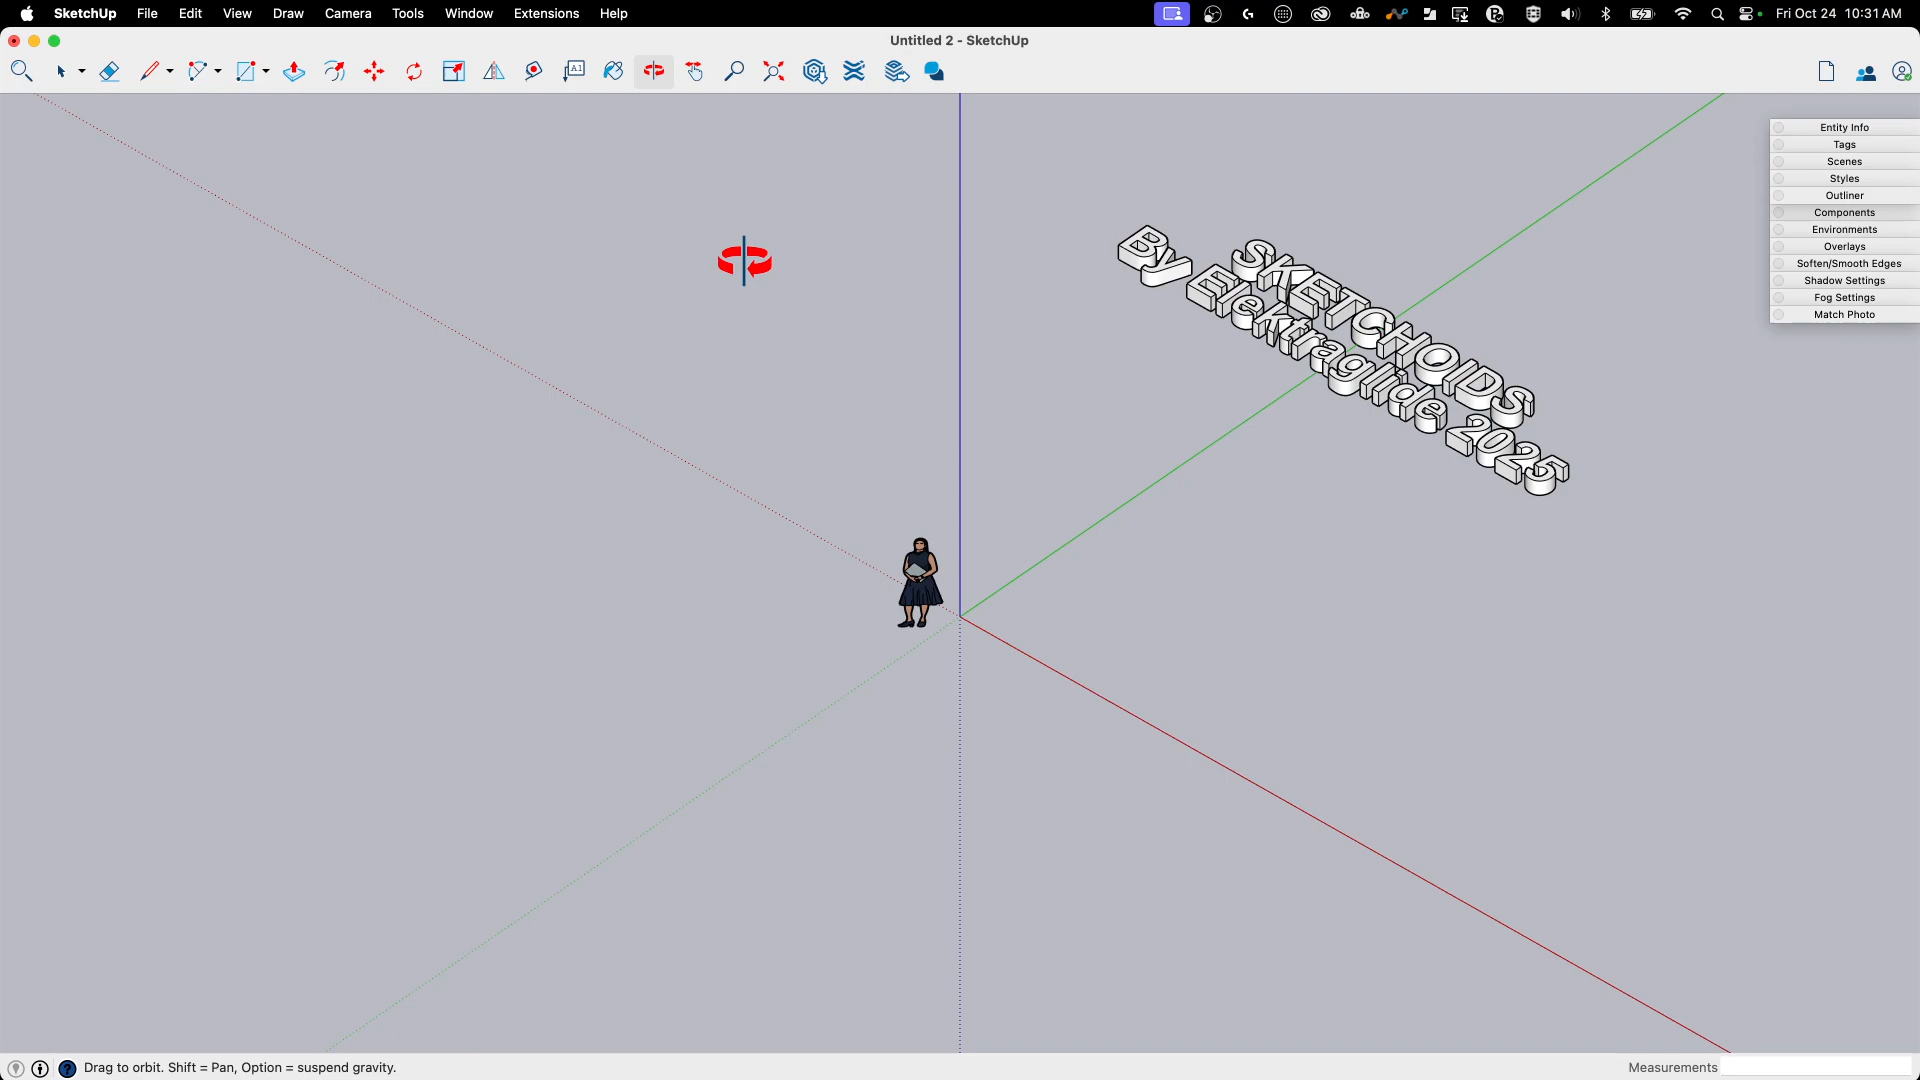 SketchUp File Edit View Draw Camera Tools Window Extensions Help Fri Oct 24 10:31 AM
Untitled 2 - SketchUp
A1
Entity Info
Tags
Scenes
Styles
Outliner
Components
Environments
Overlays
Soften/Smooth Edges
Shadow Settings
Fog Settings
Match Photo
SKETCHOIDS
By Elektraglide 2025
Drag to orbit. Shift = Pan, Option = suspend gravity.
Measurements